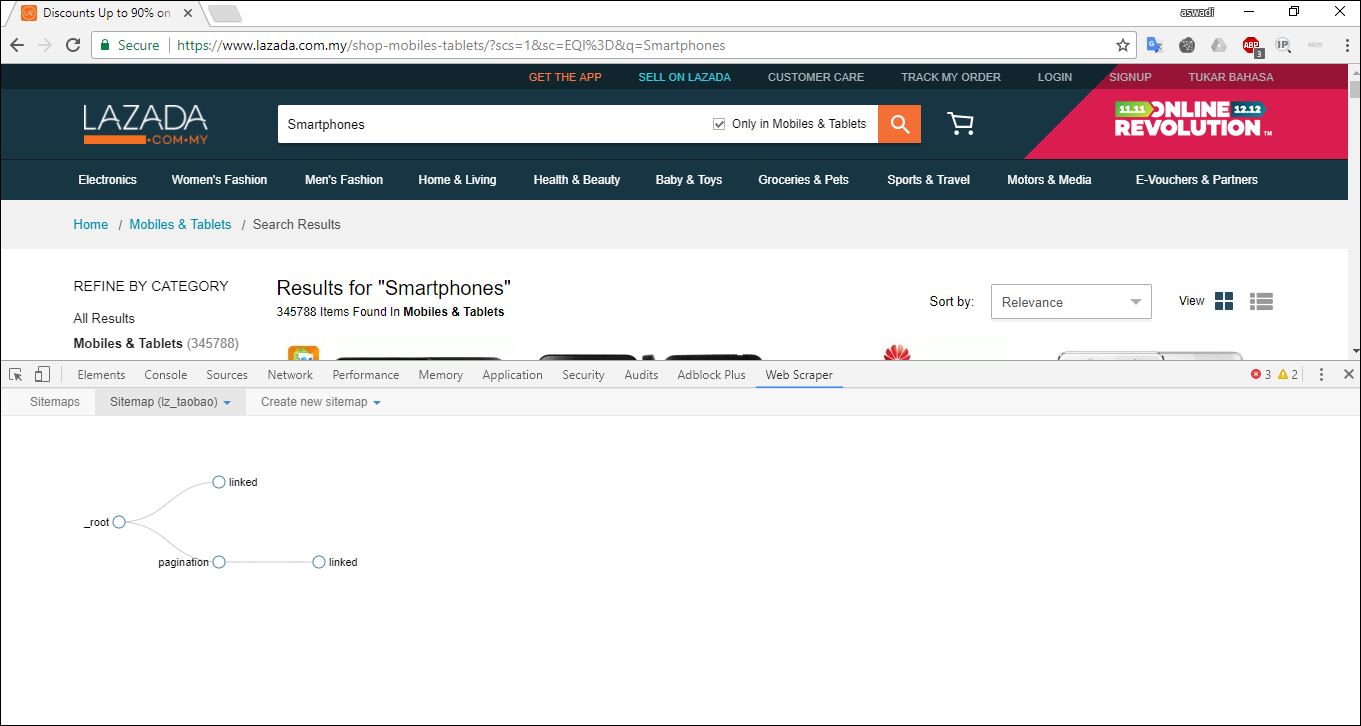 Discounts Up to 90% on
aswadi
Secure https://www.lazada.com.my/shop-mobiles-tablets/?scs=1&sc=EQI%3D&q=Smartphones
ABP
3
IP
GET THE APP SELL ON LAZADA CUSTOMER CARE TRACK MY ORDER LOGIN SIGNUP TUKAR BAHASA
LAZADA
.COM.MY
Smartphones Only in Mobiles & Tablets
11.11 ONLINE 12.12
REVOLUTION TM
Electronics Women's Fashion Men's Fashion Home & Living Health & Beauty Baby & Toys Groceries & Pets Sports & Travel Motors & Media E-Vouchers & Partners
Home / Mobiles & Tablets / Search Results
REFINE BY CATEGORY
All Results
Mobiles & Tablets (345788)
Results for "Smartphones"
345788 Items Found In Mobiles & Tablets
Sort by: Relevance View
Elements Console Sources Network Performance Memory Application Security Audits Adblock Plus Web Scraper 3 2
Sitemaps Sitemap (lz_taobao) Create new sitemap
linked
_root
pagination linked